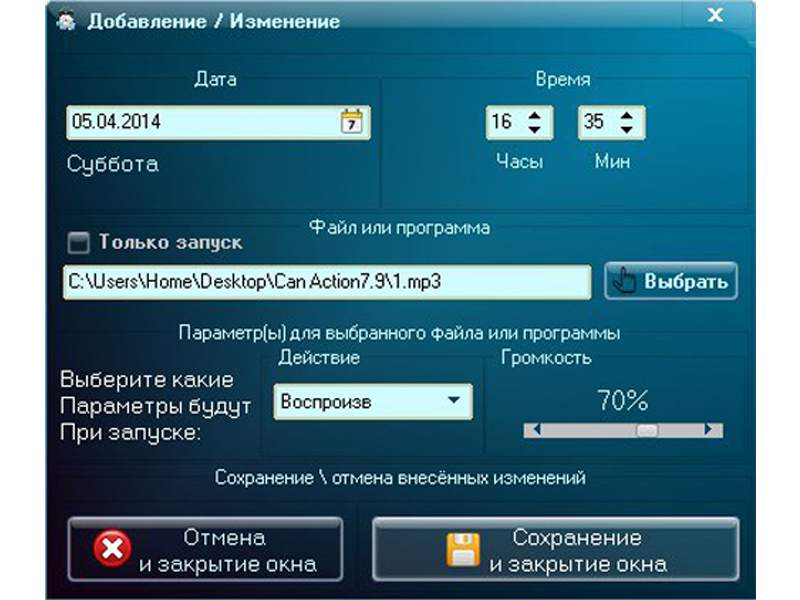 Добавление / Изменение
X
Дата
Время
05.04.2014
7
16
35
Суббота
Часы
Мин
Файл или программа
Только запуск
C:\Users\Home\Desktop\Can Action7.9\1.mp3
Выбрать
Параметр(ы) для выбранного файла или программы
Действие
Громкость
Выберите какие
Параметры будут
При запуске:
Воспроизв
70%
Сохранение \ отмена внесённых изменений
Отмена
и закрытие окна
Сохранение
и закрытие окна